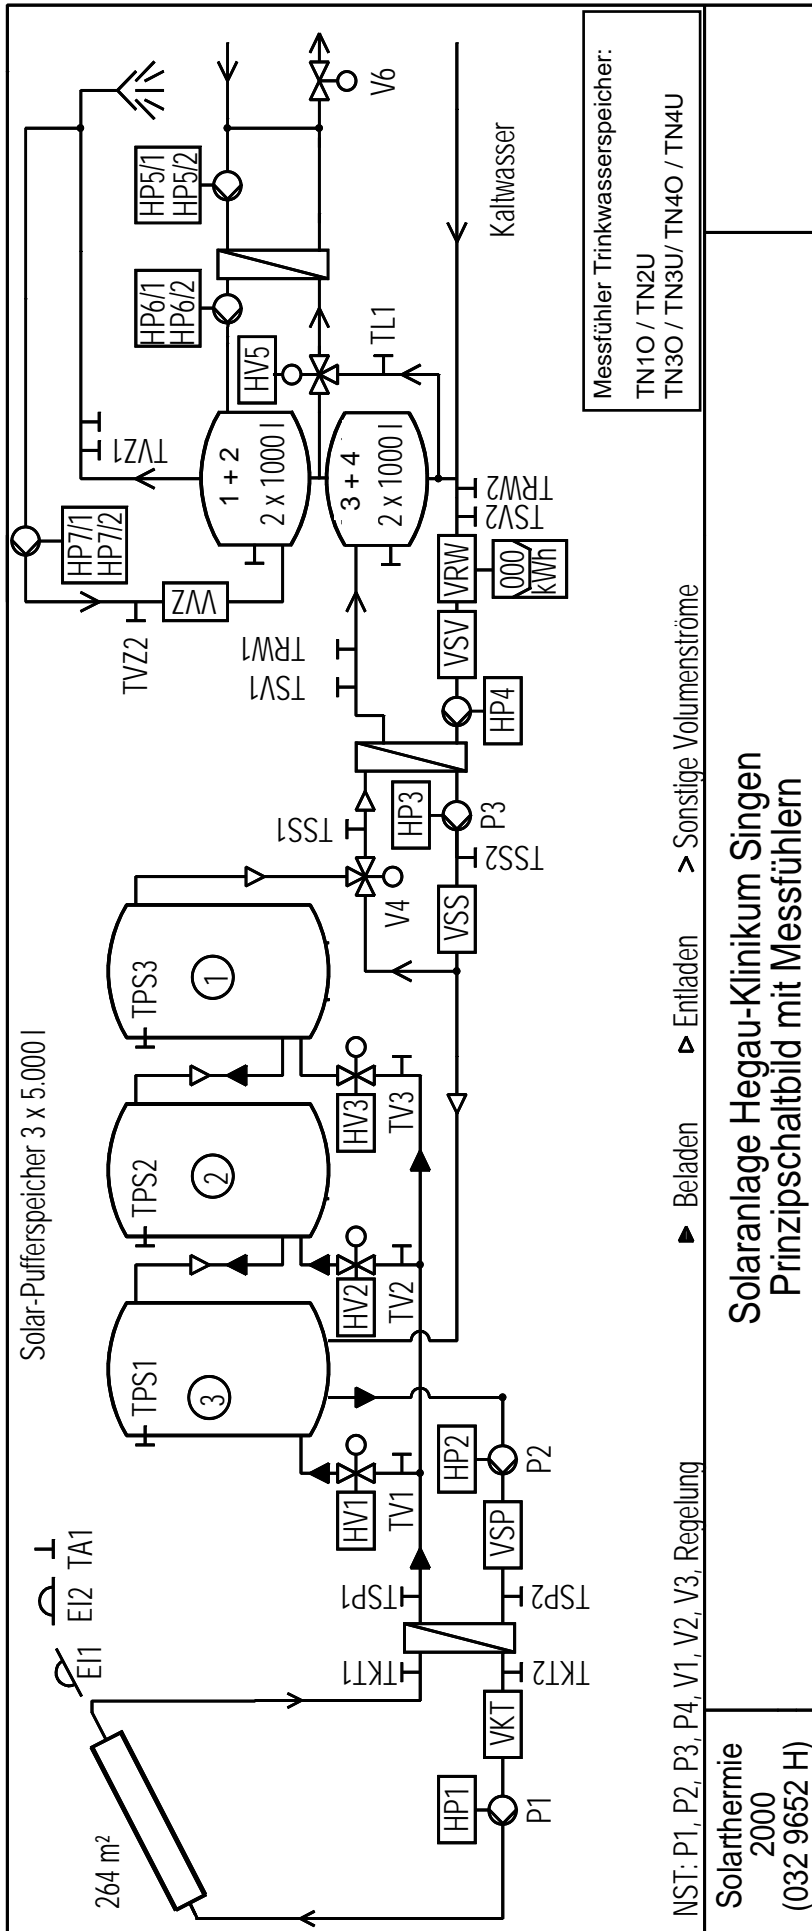 Solar-Pufferspeicher 3 x 5.000 l
264 m²
EI1
EI2
TA1
TPS1
3
TPS2
2
TPS3
1
HV1
TV1
HV2
TV2
HV3
TV3
TKT1
TSP1
TKT2
TSP2
HP1
P1
VKT
VSP
HP2
P2
V4
TSS1
TSS2
VSS
HP3
P3
HP4
TSV1
TRW1
VSV
VRW
000
kWh
TSV2
TRW2
TVZ2
VVZ
HP7/1
HP7/2
TVZ1
1 + 2
2 x 1000 l
3 + 4
2 x 1000 l
HV5
TL1
HP6/1
HP6/2
HP5/1
HP5/2
V6
Kaltwasser
Messfühler Trinkwasserspeicher:
TN1O / TN2U
TN3O / TN3U/ TN4O / TN4U
NST: P1, P2, P3, P4, V1, V2, V3, Regelung
Beladen
Entladen
Sonstige Volumenströme
Solarthermie
2000
(032 9652 H)
Solaranlage Hegau-Klinikum Singen
Prinzipschaltbild mit Messfühlern